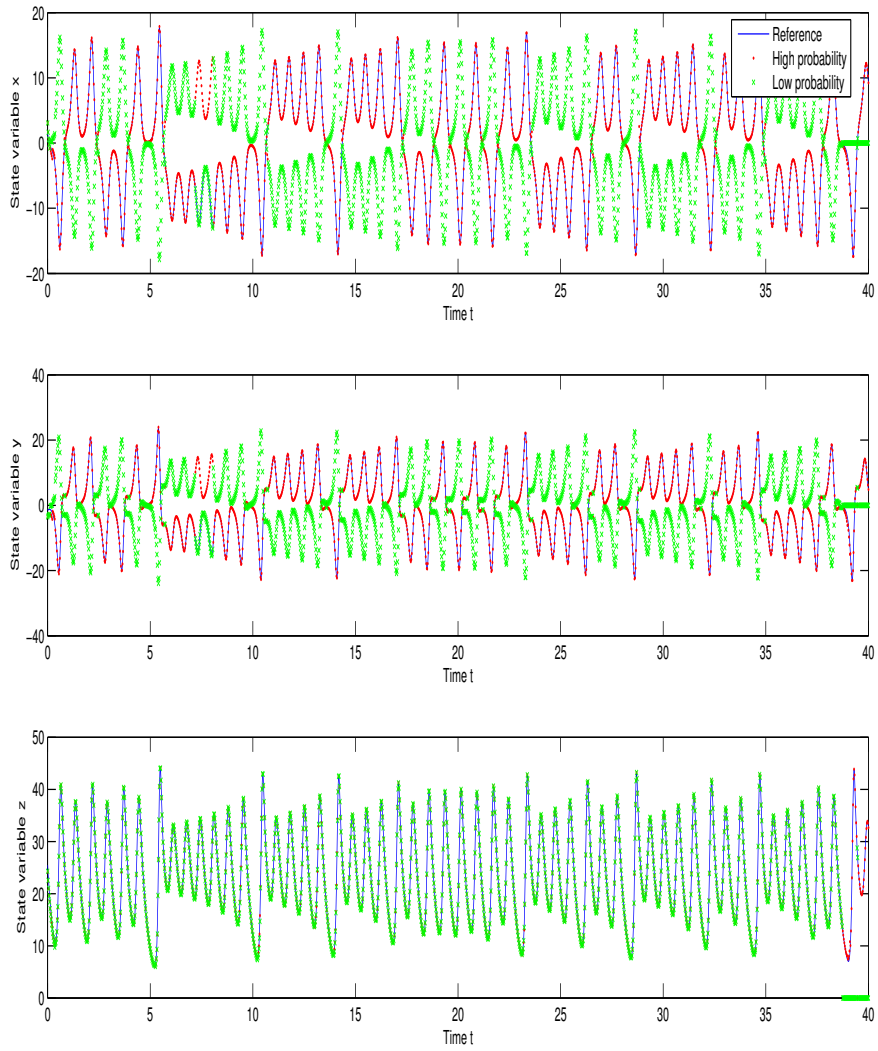 20
10
0
−10
−20
State variable x
0 5 10 15 20 25 30 35 40
Time t
Reference
High probability
Low probability
40
20
0
−20
−40
State variable y
0 5 10 15 20 25 30 35 40
Time t
50
40
30
20
10
0
State variable z
0 5 10 15 20 25 30 35 40
Time t